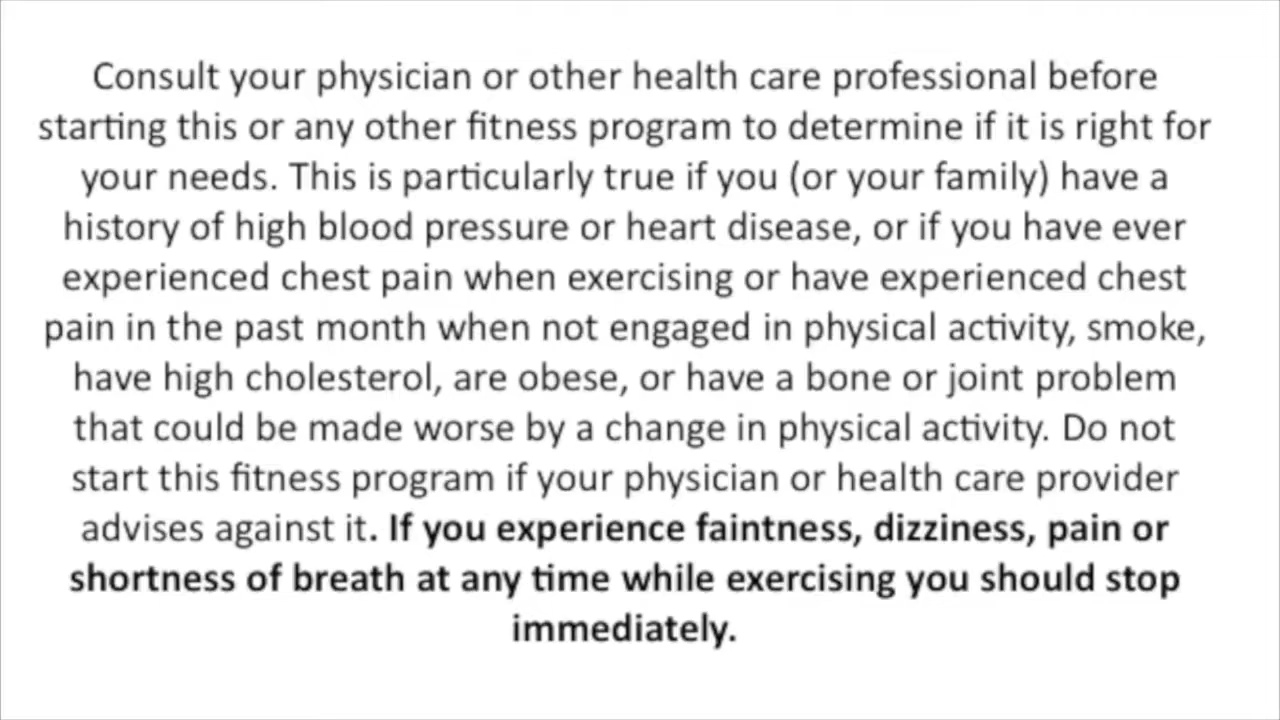 Consult your physician or other health care professional before
starting this or any other fitness program to determine if it is right for
your needs. This is particularly true if you (or your family) have a
history of high blood pressure or heart disease, or if you have ever
experienced chest pain when exercising or have experienced chest
pain in the past month when not engaged in physical activity, smoke,
have high cholesterol, are obese, or have a bone or joint problem
that could be made worse by a change in physical activity. Do not
start this fitness program if your physician or health care provider
advises against it. If you experience faintness, dizziness, pain or
shortness of breath at any time while exercising you should stop
immediately.